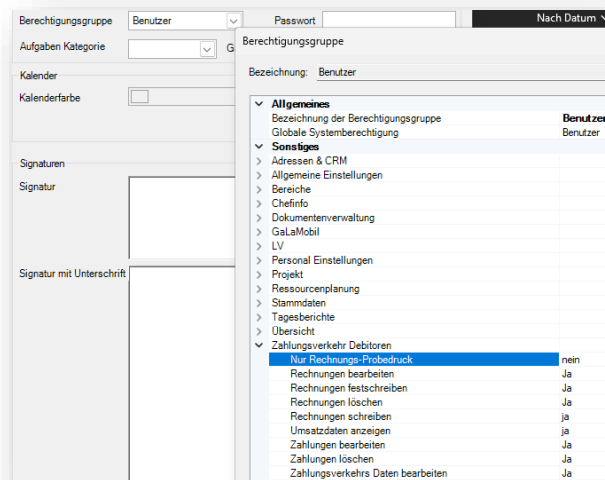 Berechtigungsgruppe Benutzer Passwort Nach Datum
Aufgaben Kategorie G
Kalender
Kalenderfarbe
Signaturen
Signatur
Signatur mit Unterschrift
Berechtigungsgruppe
Bezeichnung: Benutzer
Allgemeines
Bezeichnung der Berechtigungsgruppe Benutzer
Globale Systemberechtigung Benutzer
Sonstiges
Adressen & CRM
Allgemeine Einstellungen
Bereiche
Chefinfo
Dokumentenverwaltung
GaLaMobil
LV
Personal Einstellungen
Projekt
Ressourcenplanung
Stammdaten
Tagesberichte
Übersicht
Zahlungsverkehr Debitoren
Nur Rechnungs-Probedruck nein
Rechnungen bearbeiten Ja
Rechnungen festschreiben Ja
Rechnungen löschen Ja
Rechnungen schreiben ja
Umsatzdaten anzeigen ja
Zahlungen bearbeiten Ja
Zahlungen löschen Ja
Zahlungsverkehrs Daten bearbeiten Ja